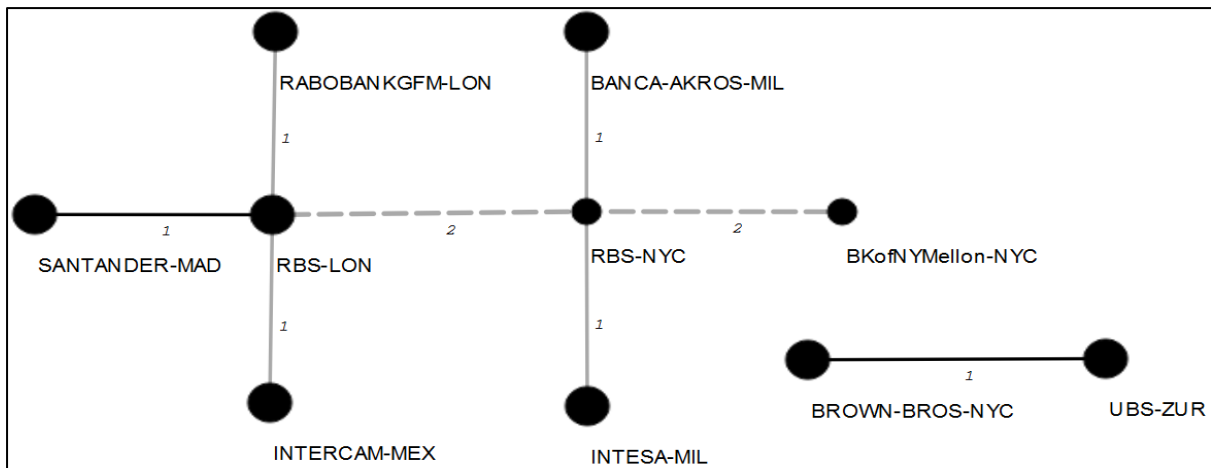 RABOBANKGFM-LON
BANCA-AKROS-MIL
1
1
1
2
2
SANTANDER-MAD
RBS-LON
RBS-NYC
BKofNYMellon-NYC
1
1
1
BROWN-BROS-NYC
UBS-ZUR
INTERCAM-MEX
INTESA-MIL